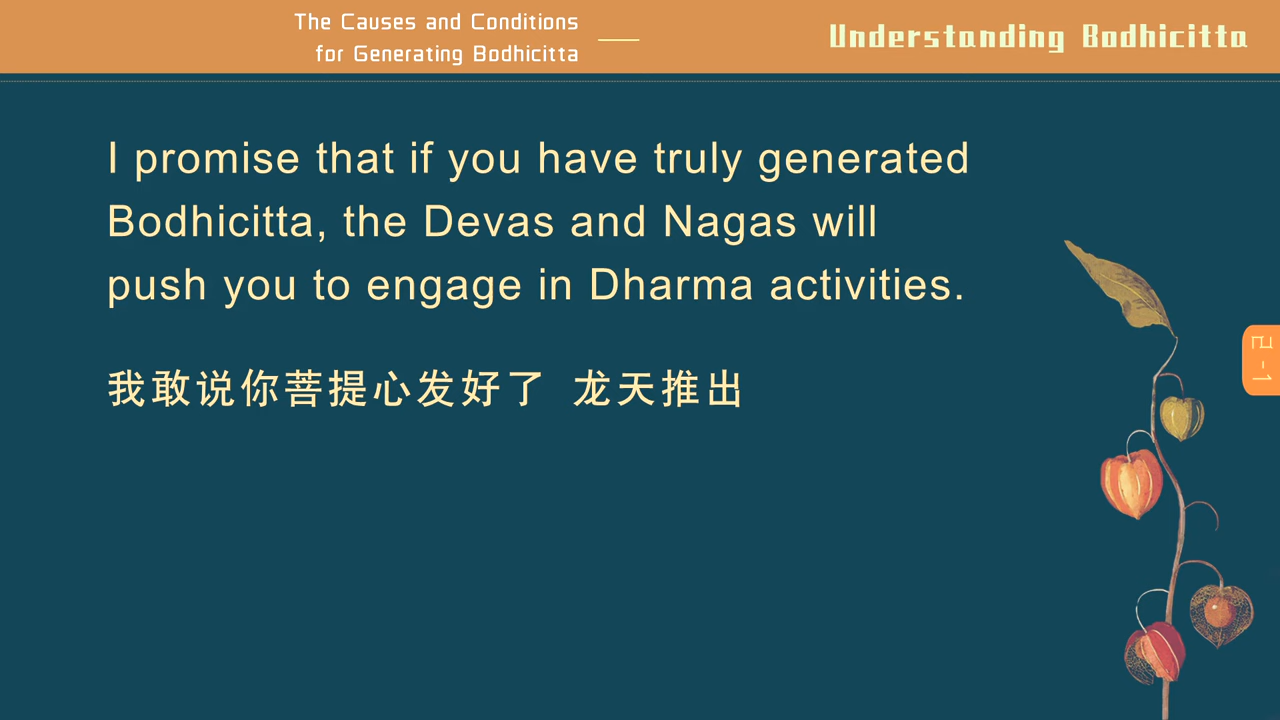 The Causes and Conditions
for Generating Bodhicitta
Understanding Bodhicitta
I promise that if you have truly generated
Bodhicitta, the Devas and Nagas will
push you to engage in Dharma activities.
我敢说你菩提心发好了 龙天推出